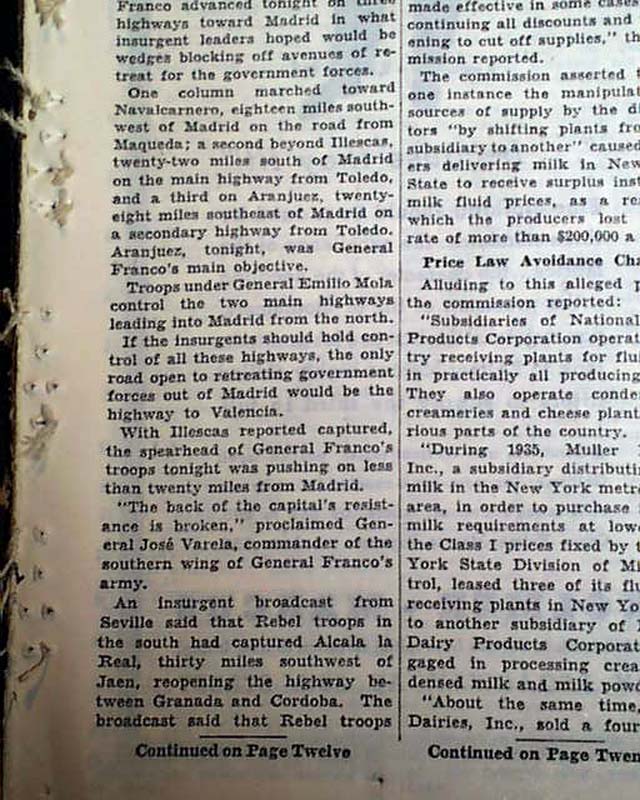 Franco advanced tonight on three
highways toward Madrid in what
insurgent leaders hoped would be
wedges blocking off avenues of re-
treat for the government forces.
One column marched toward
Navalcarnero, eighteen miles south-
west of Madrid on the road from
Maqueda; a second beyond Illescas,
twenty-two miles south of Madrid
on the main highway from Toledo,
and a third on Aranjuez, twenty-
eight miles southeast of Madrid on
a secondary highway from Toledo.
Aranjuez, tonight, was General
Franco's main objective.
Troops under General Emilio Mola
control the two main highways
leading into Madrid from the north.
If the insurgents should hold con-
trol of all these highways, the only
road open to retreating government
forces out of Madrid would be the
highway to Valencia.
With Illescas reported captured,
the spearhead of General Franco's
troops tonight was pushing on less
than twenty miles from Madrid.
"The back of the capital's resist-
ance is broken," proclaimed Gen-
eral José Varela, commander of the
southern wing of General Franco's
army.
An insurgent broadcast from
Seville said that Rebel troops in
the south had captured Alcala la
Real, thirty miles southwest of
Jaen, reopening the highway be-
tween Granada and Cordoba. The
broadcast said that Rebel troops
Continued on Page Twelve
made effective in some cases
continuing all discounts and
ening to cut off supplies," th
mission reported.
The commission asserted t
one instance the manipulat
sources of supply by the di
tors "by shifting plants fro
subsidiary to another" caused
ers delivering milk in New
State to receive surplus inst
milk fluid prices, as a re
which the producers lost
rate of more than $200,000 a
Price Law Avoidance Cha
Alluding to this alleged p
the commission reported:
"Subsidiaries of National
Products Corporation operat
try receiving plants for flui
in practically all producing
They also operate conde
creameries and cheese plant
rious parts of the country.
"During 1935, Muller
Inc., a subsidiary distributi
milk in the New York metr
area, in order to purchase
milk requirements at lowe
the Class I prices fixed by t
York State Division of Mi
trol, leased three of its flu
receiving plants in New Yo
to another subsidiary of
Dairy Products Corporat
gaged in processing crea
densed milk and milk powd
"About the same time,
Dairies, Inc., sold a four
Continued on Page Twen